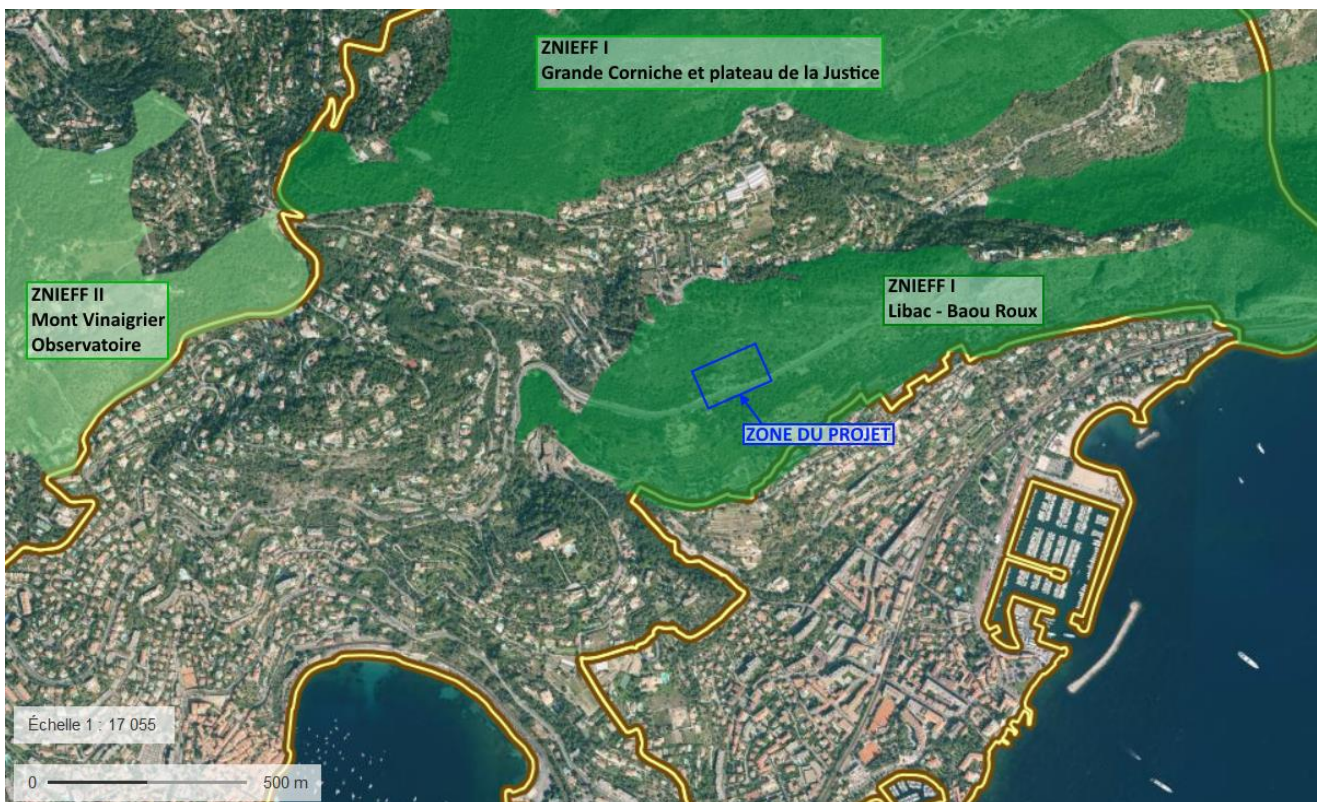 ZNIEFF I
Grande Corniche et plateau de la Justice
ZNIEFF II
Mont Vinaigrier
Observatoire
ZNIEFF I
Libac - Baou Roux
ZONE DU PROJET
Échelle 1 : 17 055
0 500 m